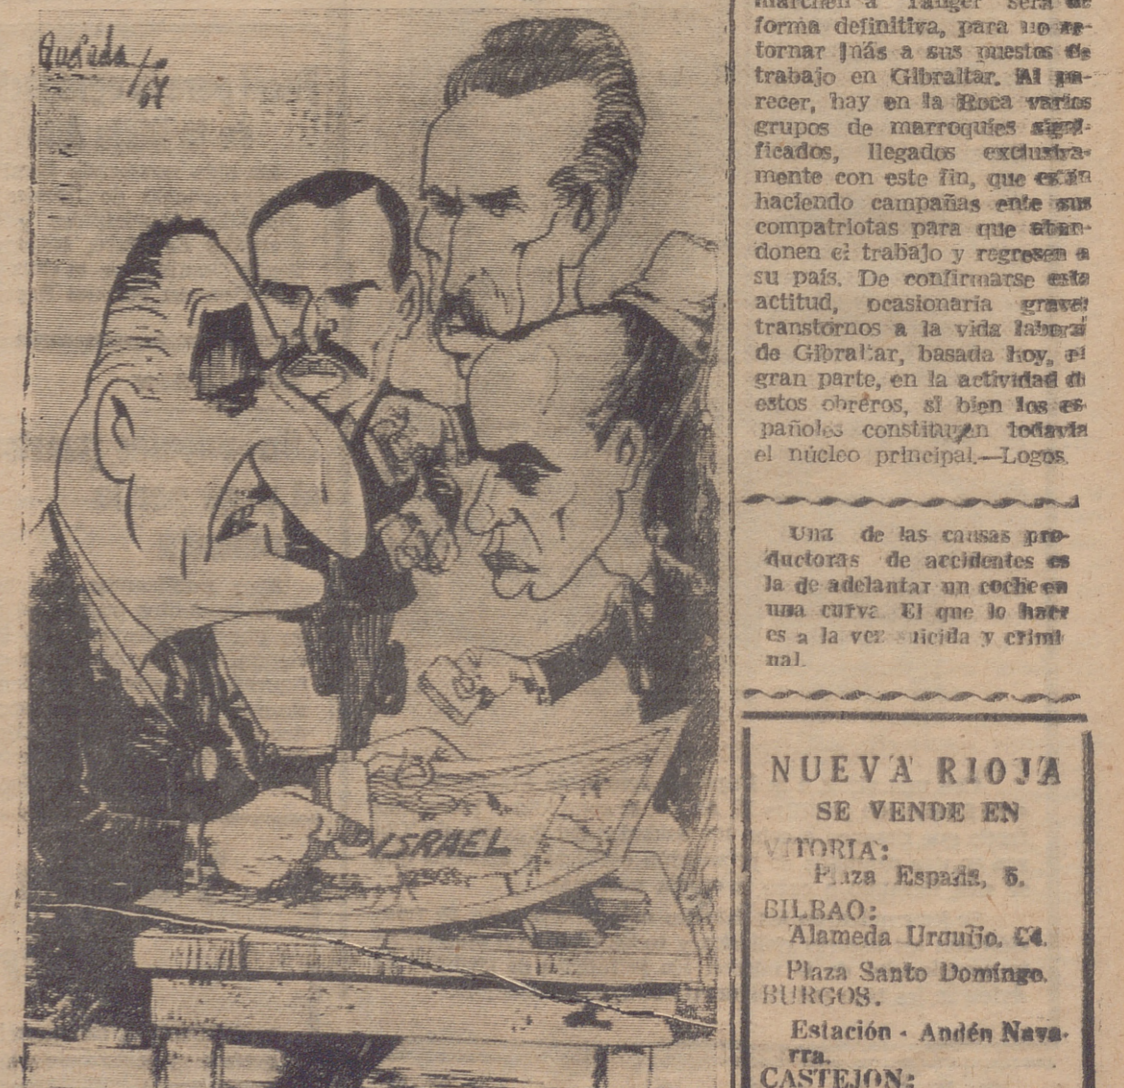 Quesada
/67
ISRAEL
marchen a Tánger será de
forma definitiva, para no re-
tornar más a sus puestos de
trabajo en Gibraltar. Al pa-
recer, hay en la Roca varios
grupos de marroquíes signi-
ficados, llegados exclusiva-
mente con este fin, que están
haciendo campañas ente sus
compatriotas para que aban-
donen el trabajo y regresen a
su país. De confirmarse esta
actitud, ocasionaría graves
transtornos a la vida laboral
de Gibraltar, basada hoy, en
gran parte, en la actividad de
estos obreros, si bien los es-
pañoles constituyen todavía
el núcleo principal.—Logos.
Una de las causas pro-
ductoras de accidentes es
la de adelantar un coche en
una curva. El que lo hace
es a la vez suicida y crimi
nal.
NUEVA RIOJA
SE VENDE EN
VITORIA:
Plaza España, 5.
BILBAO:
Alameda Urquijo,
Plaza Santo Domingo.
BURGOS.
Estación - Andén Nava-
rra.
CASTEJON: